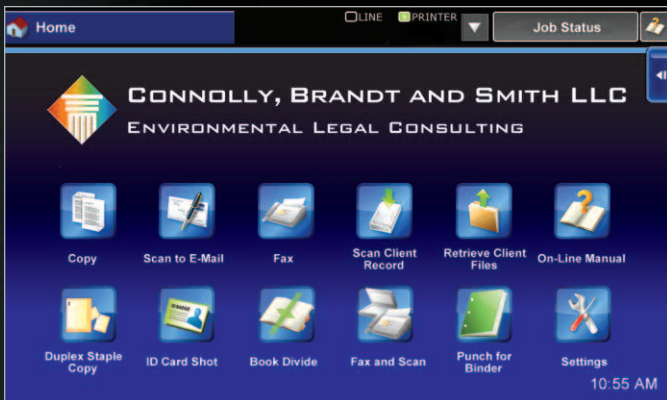 Home
LINE
PRINTER
Job Status
CONNOLLY, BRANDT AND SMITH LLC
ENVIRONMENTAL LEGAL CONSULTING
Copy
Scan to E-Mail
Fax
Scan Client
Record
Retrieve Client
Files
On-Line Manual
Duplex Staple
Copy
ID Card Shot
Book Divide
Fax and Scan
Punch for
Binder
Settings
10:55 AM